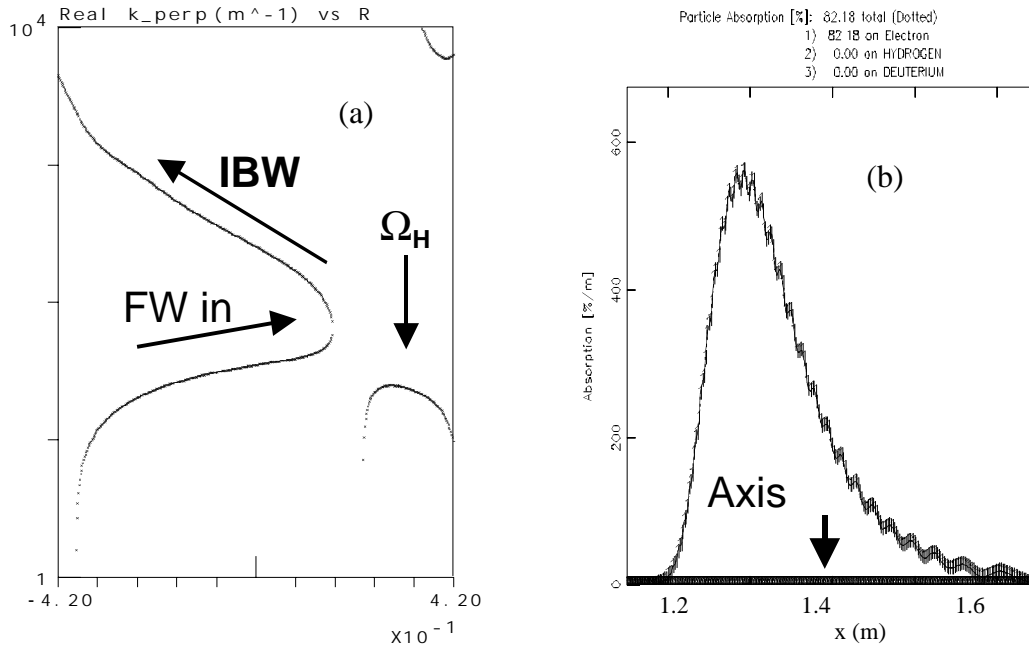 Real k_perp(m^-1) vs R
10^4
(a)
IBW
Ω_H
FW in
1
-4.20
4.20
X10^-1
Particle Absorption [%]: 82.18 total (Dotted)
1) 82.18 on Electron
2) 0.00 on HYDROGEN
3) 0.00 on DEUTERIUM
600
(b)
400
Absorption [%/m]
200
Axis
0
1.2
1.4
1.6
x (m)